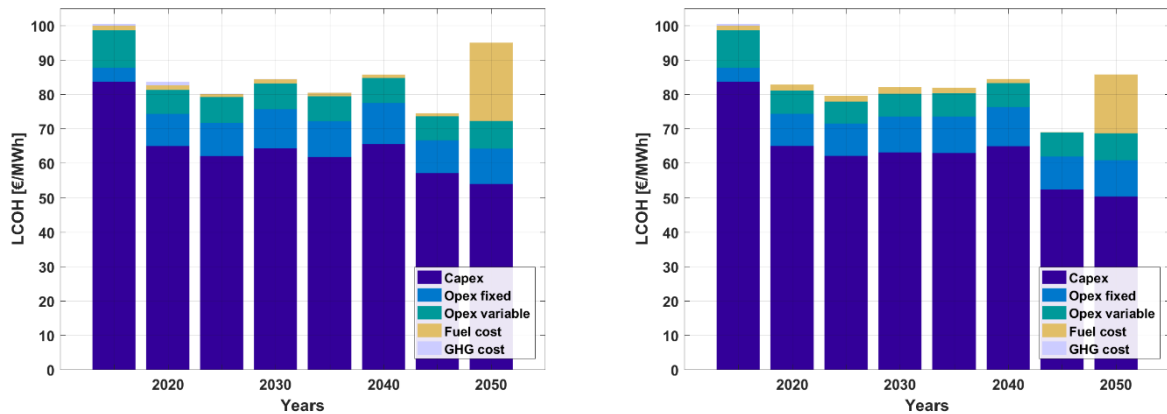 LCOH [€/MWh]
100
90
80
70
60
50
40
30
20
10
0
2020
2030
2040
2050
Years
Capex
Opex fixed
Opex variable
Fuel cost
GHG cost
LCOH [€/MWh]
100
90
80
70
60
50
40
30
20
10
0
2020
2030
2040
2050
Years
Capex
Opex fixed
Opex variable
Fuel cost
GHG cost